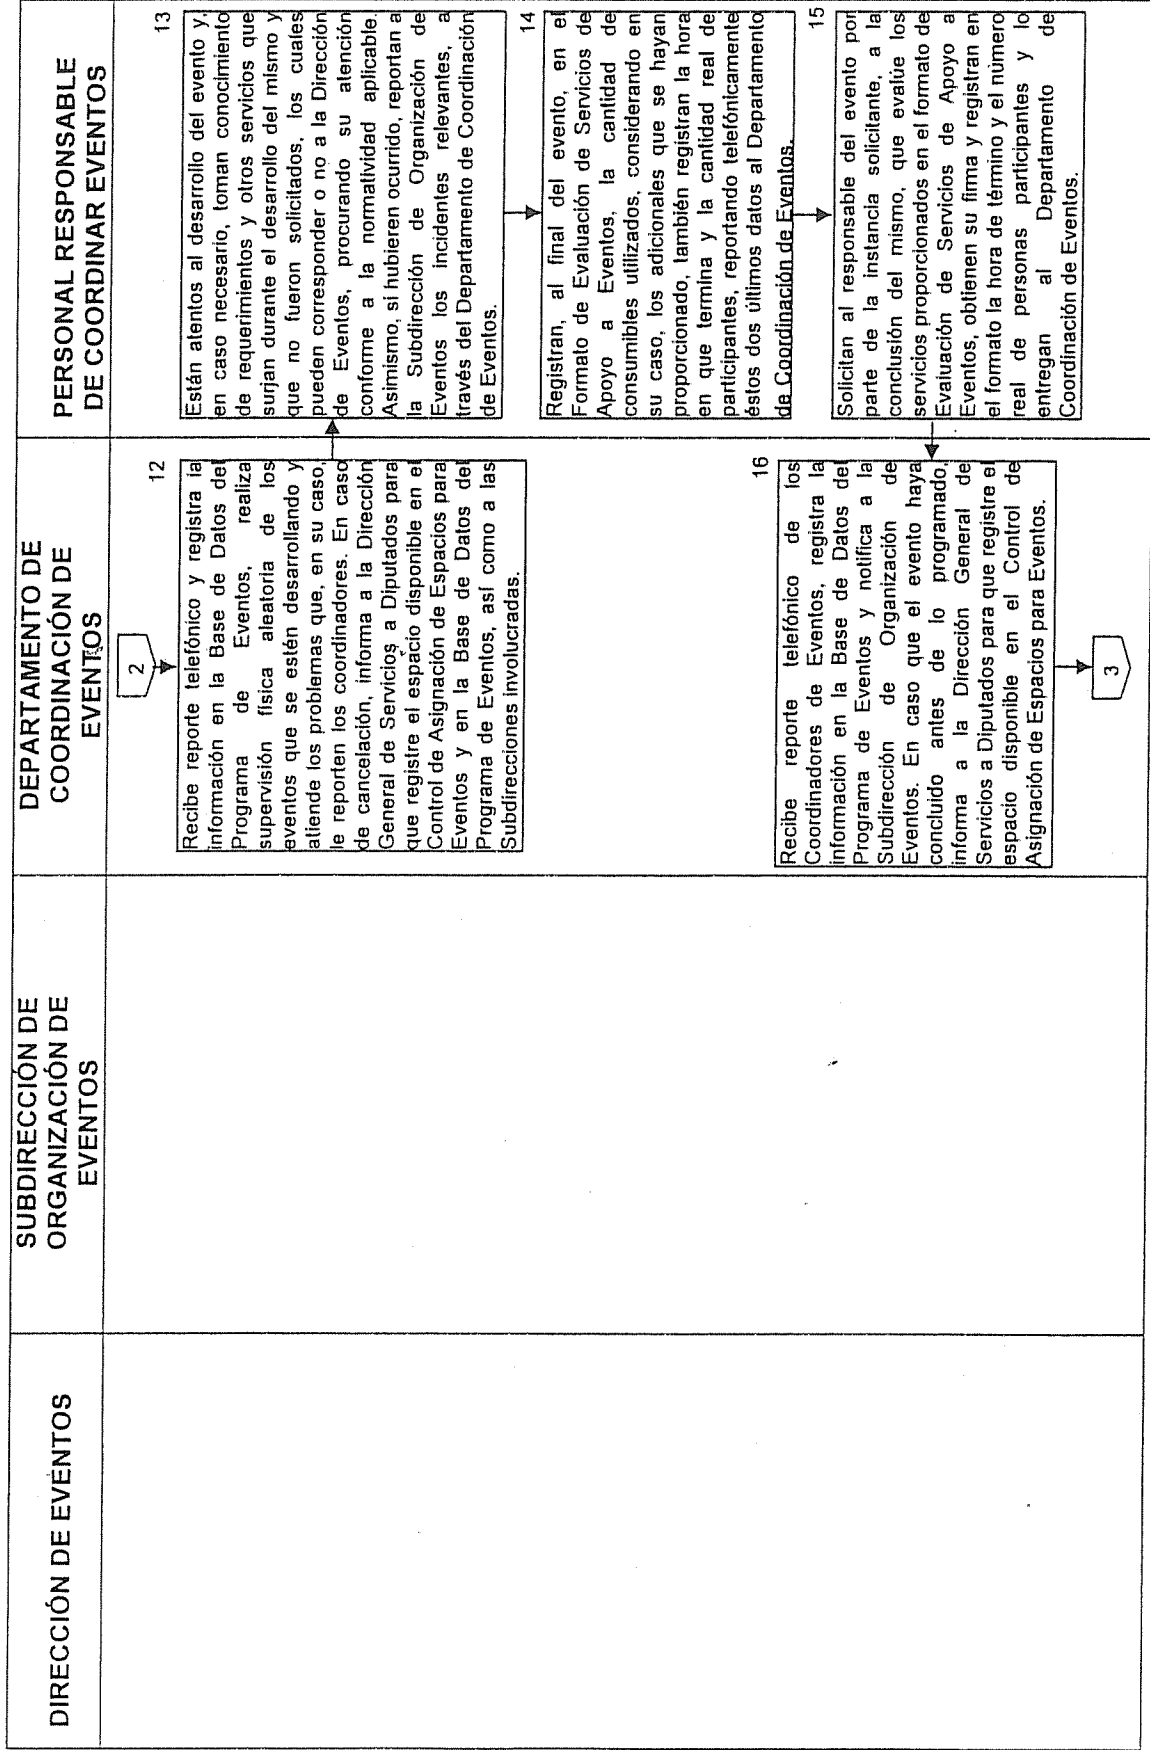 DIRECCIÓN DE EVENTOS
SUBDIRECCIÓN DE
ORGANIZACIÓN DE
EVENTOS
DEPARTAMENTO DE
COORDINACIÓN DE
EVENTOS
PERSONAL RESPONSABLE
DE COORDINAR EVENTOS
2
12
Recibe reporte telefónico y registra la
información en la Base de Datos del
Programa de Eventos, realiza
supervisión física aleatoria de los
eventos que se estén desarrollando y
atiende los problemas que, en su caso,
le reporten los coordinadores. En caso
de cancelación, informa a la Dirección
General de Servicios a Diputados para
que registre el espacio disponible en el
Control de Asignación de Espacios para
Eventos y en la Base de Datos del
Programa de Eventos, así como a las
Subdirecciones involucradas.
13
Están atentos al desarrollo del evento y,
en caso necesario, toman conocimiento
de requerimientos y otros servicios que
surjan durante el desarrollo del mismo y
que no fueron solicitados, los cuales
pueden corresponder o no a la Dirección
de Eventos, procurando su atención
conforme a la normatividad aplicable.
Asimismo, si hubieren ocurrido, reportan a
la Subdirección de Organización de
Eventos los incidentes relevantes, a
través del Departamento de Coordinación
de Eventos.
14
Registran, al final del evento, en el
Formato de Evaluación de Servicios de
Apoyo a Eventos, la cantidad de
consumibles utilizados, considerando en
su caso, los adicionales que se hayan
proporcionado, también registran la hora
en que termina y la cantidad real de
participantes, reportando telefónicamente
éstos dos últimos datos al Departamento
de Coordinación de Eventos.
15
Solicitan al responsable del evento por
parte de la instancia solicitante, a la
conclusión del mismo, que evalúe los
servicios proporcionados en el formato de
Evaluación de Servicios de Apoyo a
Eventos, obtienen su firma y registran en
el formato la hora de término y el número
real de personas participantes y lo
entregan al Departamento de
Coordinación de Eventos.
16
Recibe reporte telefónico de los
Coordinadores de Eventos, registra la
información en la Base de Datos del
Programa de Eventos y notifica a la
Subdirección de Organización de
Eventos. En caso que el evento haya
concluido antes de lo programado,
informa a la Dirección General de
Servicios a Diputados para que registre el
espacio disponible en el Control de
Asignación de Espacios para Eventos.
3